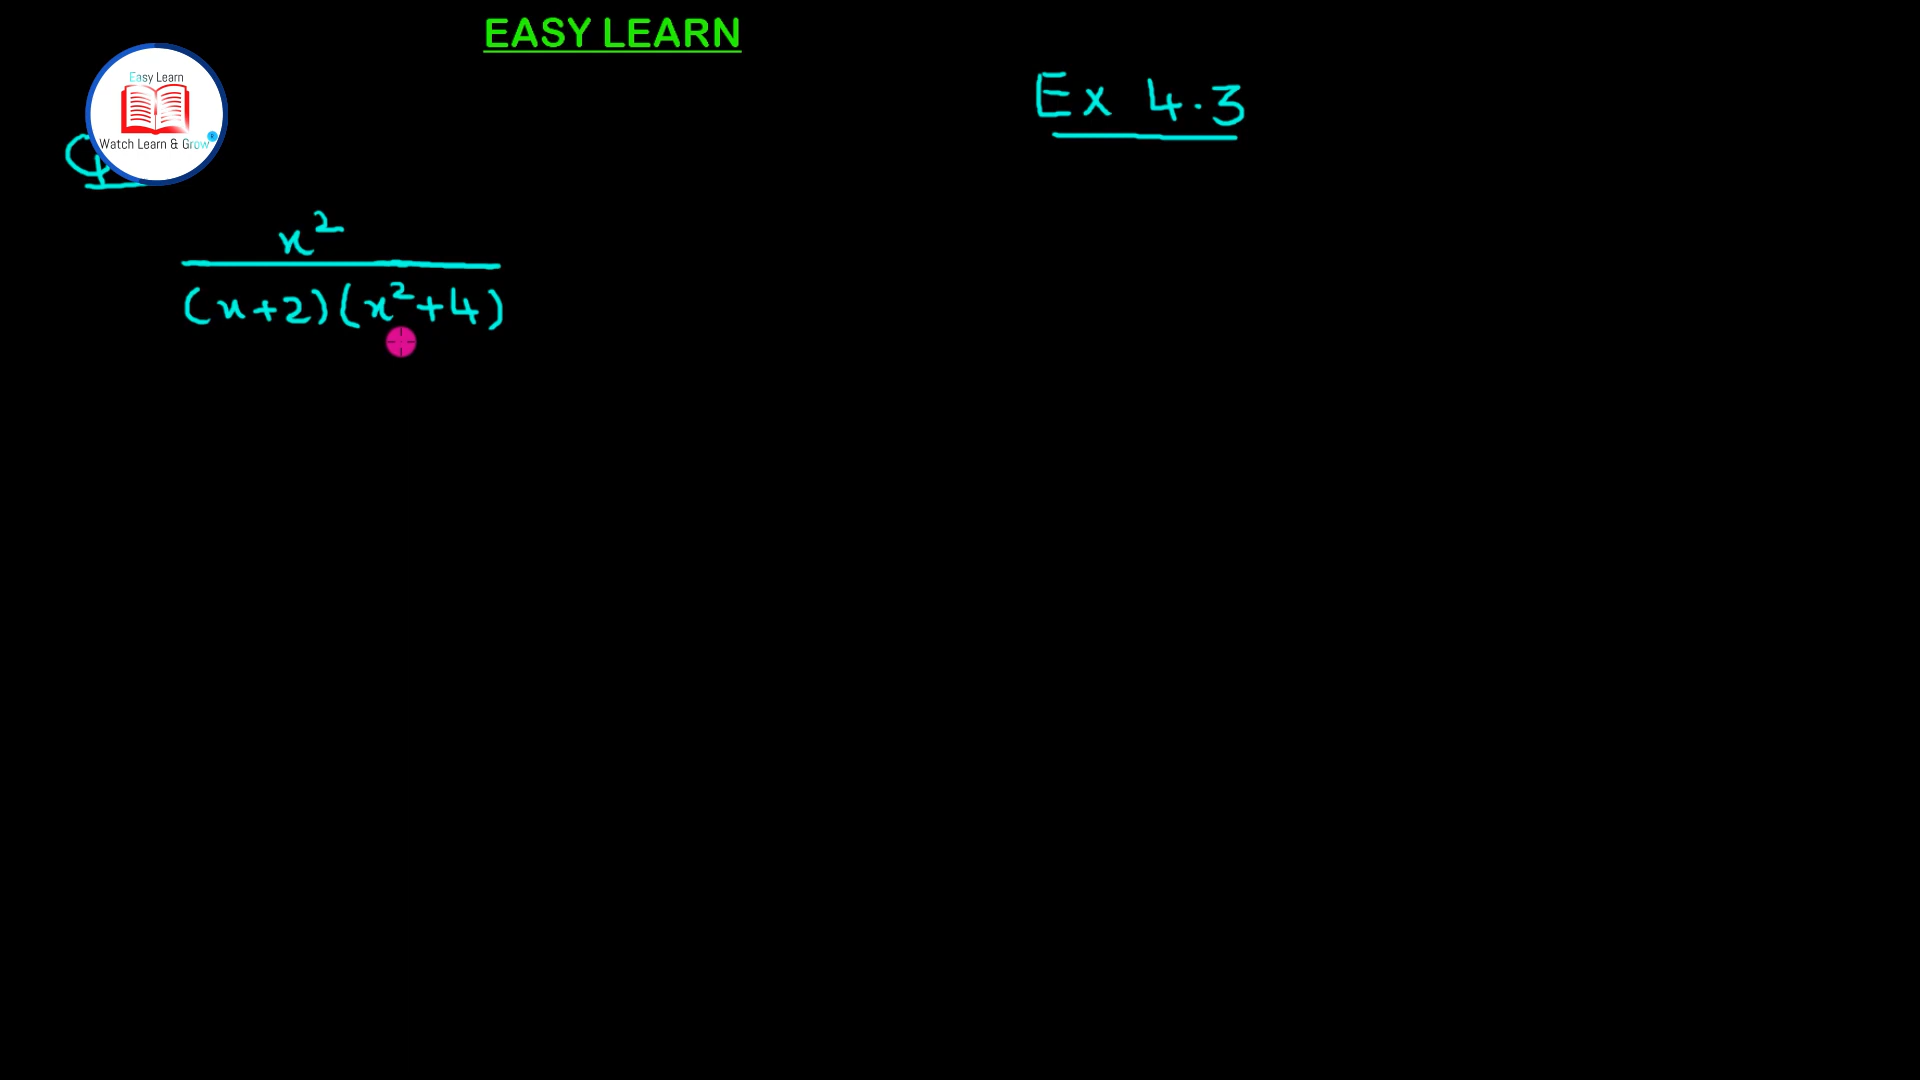 EASY LEARN
Easy Learn
Watch Learn & Grow
Ex 4.3
x²
(x+2)(x²+4)